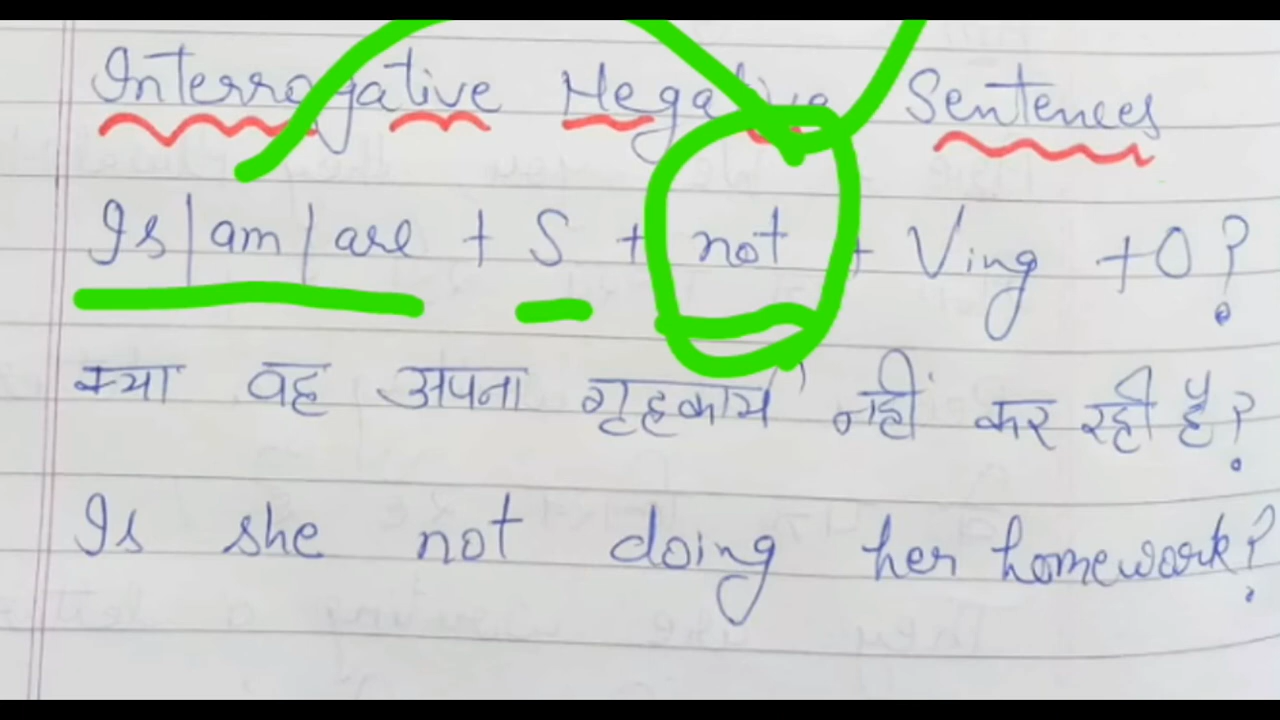 Interrogative Negative Sentences
Is|am|are + S + not + Ving + O?
क्या वह अपना गृहकार्य नहीं कर रही है?
Is she not doing her homework?